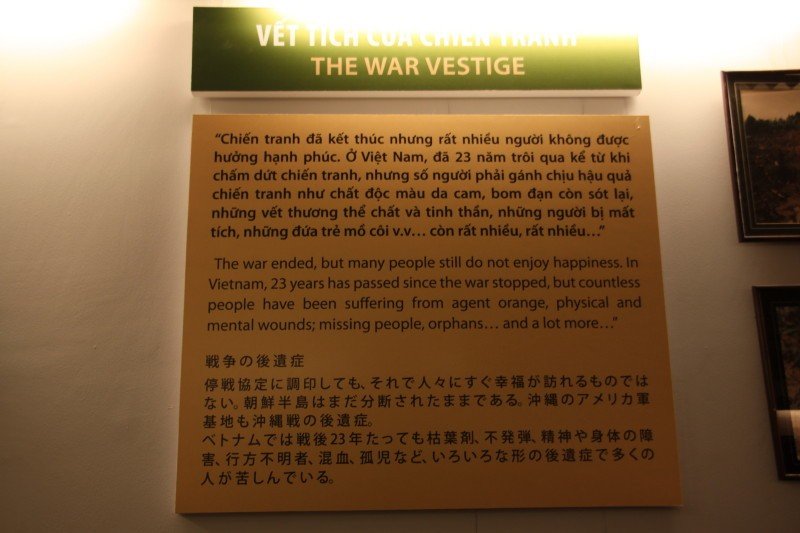 VẾT TÍCH CỦA CHIẾN TRANH
THE WAR VESTIGE
“Chiến tranh đã kết thúc nhưng rất nhiều người không được
hưởng hạnh phúc. Ở Việt Nam, đã 23 năm trôi qua kể từ khi
chấm dứt chiến tranh, nhưng số người phải gánh chịu hậu quả
chiến tranh như chất độc màu da cam, bom đạn còn sót lại,
những vết thương thể chất và tinh thần, những người bị mất
tích, những đứa trẻ mồ côi v.v... còn rất nhiều, rất nhiều...”
The war ended, but many people still do not enjoy happiness. In
Vietnam, 23 years has passed since the war stopped, but countless
people have been suffering from agent orange, physical and
mental wounds; missing people, orphans... and a lot more...”
戦争の後遺症
停戦協定に調印しても、それで人々にすぐ幸福が訪れるものでは
ない。朝鮮半島はまだ分断されたままである。沖縄のアメリカ軍
基地も沖縄戦の後遺症。
ベトナムでは戦後23年たっても枯葉剤、不発弾、精神や身体の障
害、行方不明者、混血、孤児など、いろいろな形の後遺症で多くの
人が苦しんでいる。